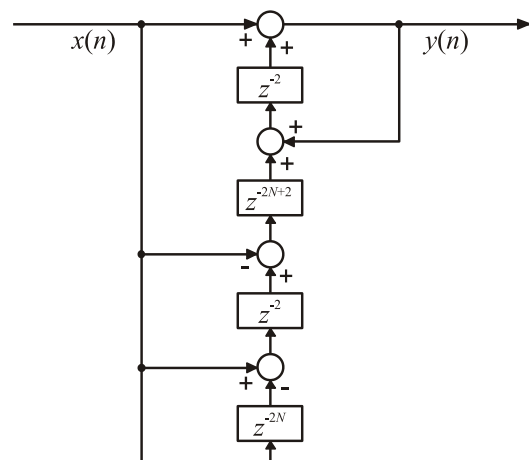 x(n)
+
+
y(n)
z^{-2}
+
+
z^{-2N+2}
-
+
z^{-2}
+
-
z^{-2N}